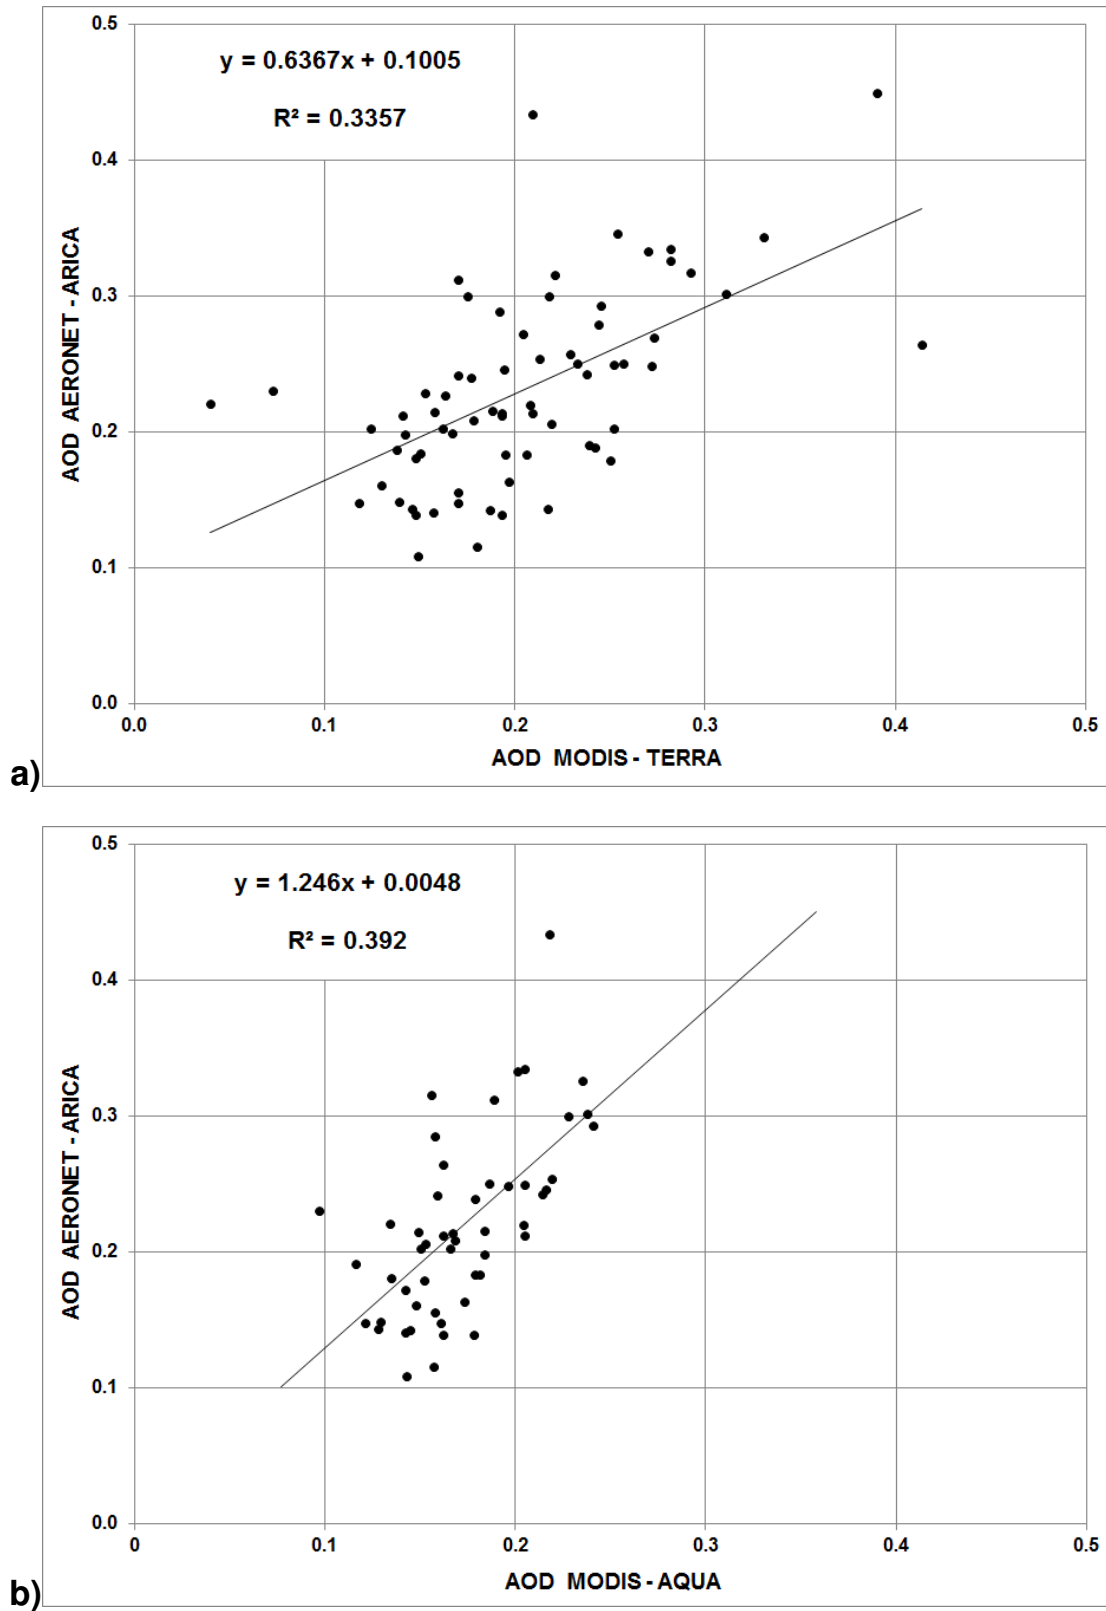 y = 0.6367x + 0.1005
R² = 0.3357
0.5
0.4
0.3
0.2
0.1
0.0
AOD AERONET - ARICA
0.0 0.1 0.2 0.3 0.4 0.5
AOD MODIS - TERRA
a)
y = 1.246x + 0.0048
R² = 0.392
0.5
0.4
0.3
0.2
0.1
0.0
AOD AERONET - ARICA
0 0.1 0.2 0.3 0.4 0.5
AOD MODIS - AQUA
b)